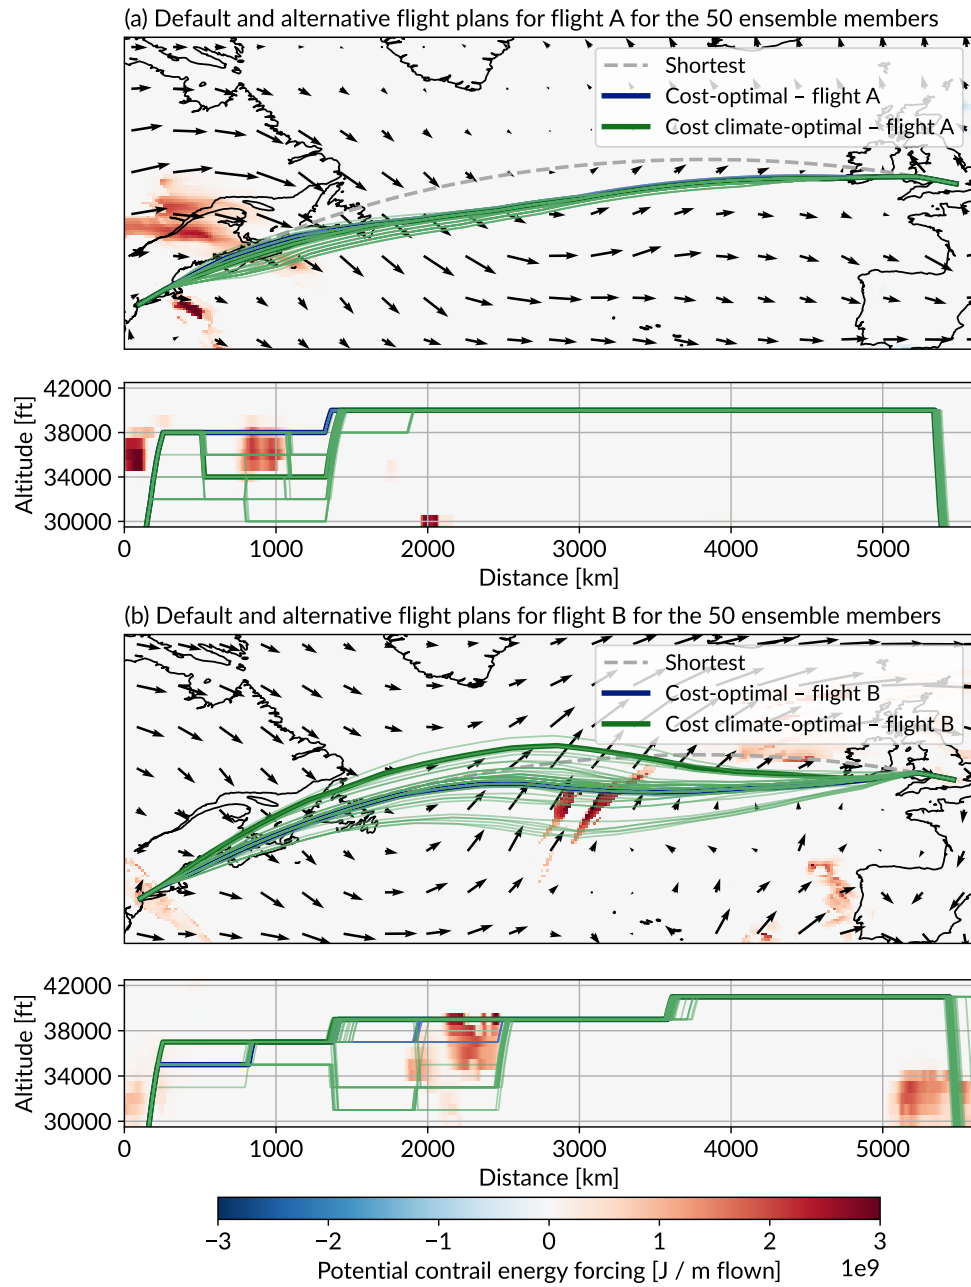 (a) Default and alternative flight plans for flight A for the 50 ensemble members
Shortest
Cost-optimal – flight A
Cost climate-optimal – flight A
42000
38000
34000
30000
Altitude [ft]
0 1000 2000 3000 4000 5000
Distance [km]
(b) Default and alternative flight plans for flight B for the 50 ensemble members
Shortest
Cost-optimal – flight B
Cost climate-optimal – flight B
42000
38000
34000
30000
Altitude [ft]
0 1000 2000 3000 4000 5000
Distance [km]
−3 −2 −1 0 1 2 3
1e9
Potential contrail energy forcing [J / m flown]